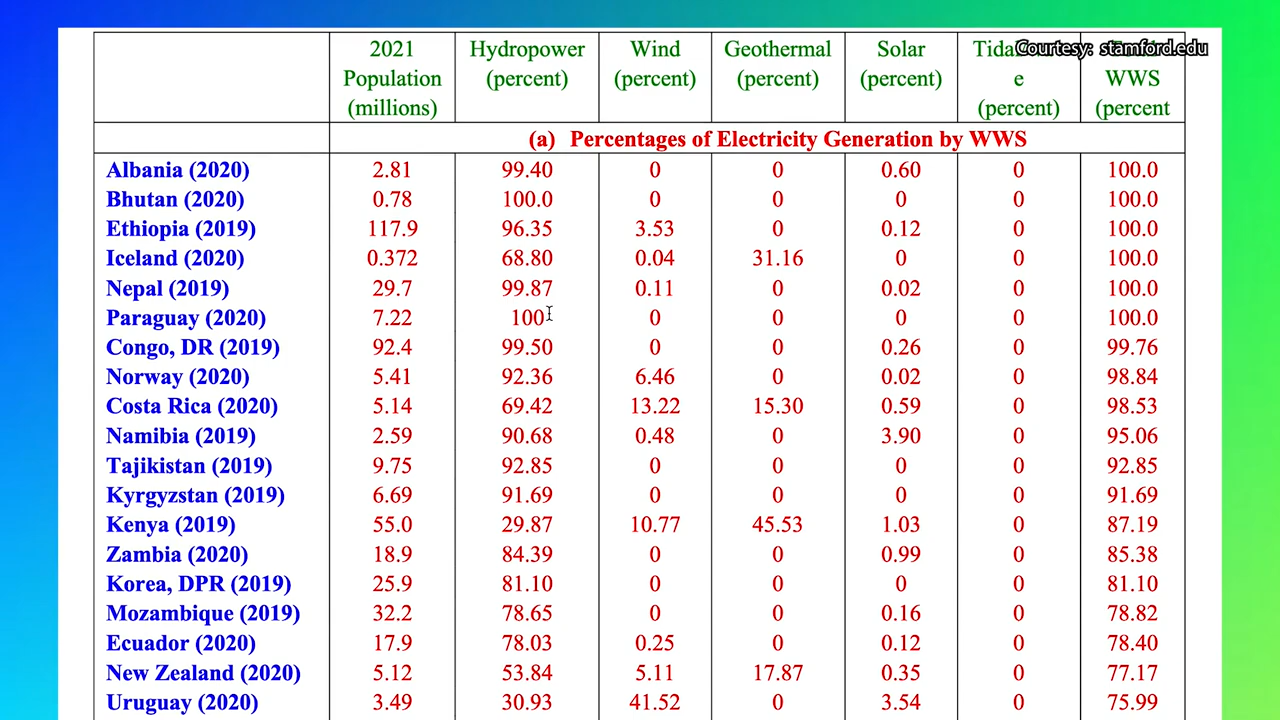 2021 Hydropower Wind Geothermal Solar Courtesy: stamford.edu
Population (percent) (percent) (percent) (percent) e WWS
(millions) (percent) (percent
(a) Percentages of Electricity Generation by WWS
Albania (2020) 2.81 99.40 0 0 0.60 0 100.0
Bhutan (2020) 0.78 100.0 0 0 0 0 100.0
Ethiopia (2019) 117.9 96.35 3.53 0 0.12 0 100.0
Iceland (2020) 0.372 68.80 0.04 31.16 0 0 100.0
Nepal (2019) 29.7 99.87 0.11 0 0.02 0 100.0
Paraguay (2020) 7.22 100 0 0 0 0 100.0
Congo, DR (2019) 92.4 99.50 0 0 0.26 0 99.76
Norway (2020) 5.41 92.36 6.46 0 0.02 0 98.84
Costa Rica (2020) 5.14 69.42 13.22 15.30 0.59 0 98.53
Namibia (2019) 2.59 90.68 0.48 0 3.90 0 95.06
Tajikistan (2019) 9.75 92.85 0 0 0 0 92.85
Kyrgyzstan (2019) 6.69 91.69 0 0 0 0 91.69
Kenya (2019) 55.0 29.87 10.77 45.53 1.03 0 87.19
Zambia (2020) 18.9 84.39 0 0 0.99 0 85.38
Korea, DPR (2019) 25.9 81.10 0 0 0 0 81.10
Mozambique (2019) 32.2 78.65 0 0 0.16 0 78.82
Ecuador (2020) 17.9 78.03 0.25 0 0.12 0 78.40
New Zealand (2020) 5.12 53.84 5.11 17.87 0.35 0 77.17
Uruguay (2020) 3.49 30.93 41.52 0 3.54 0 75.99